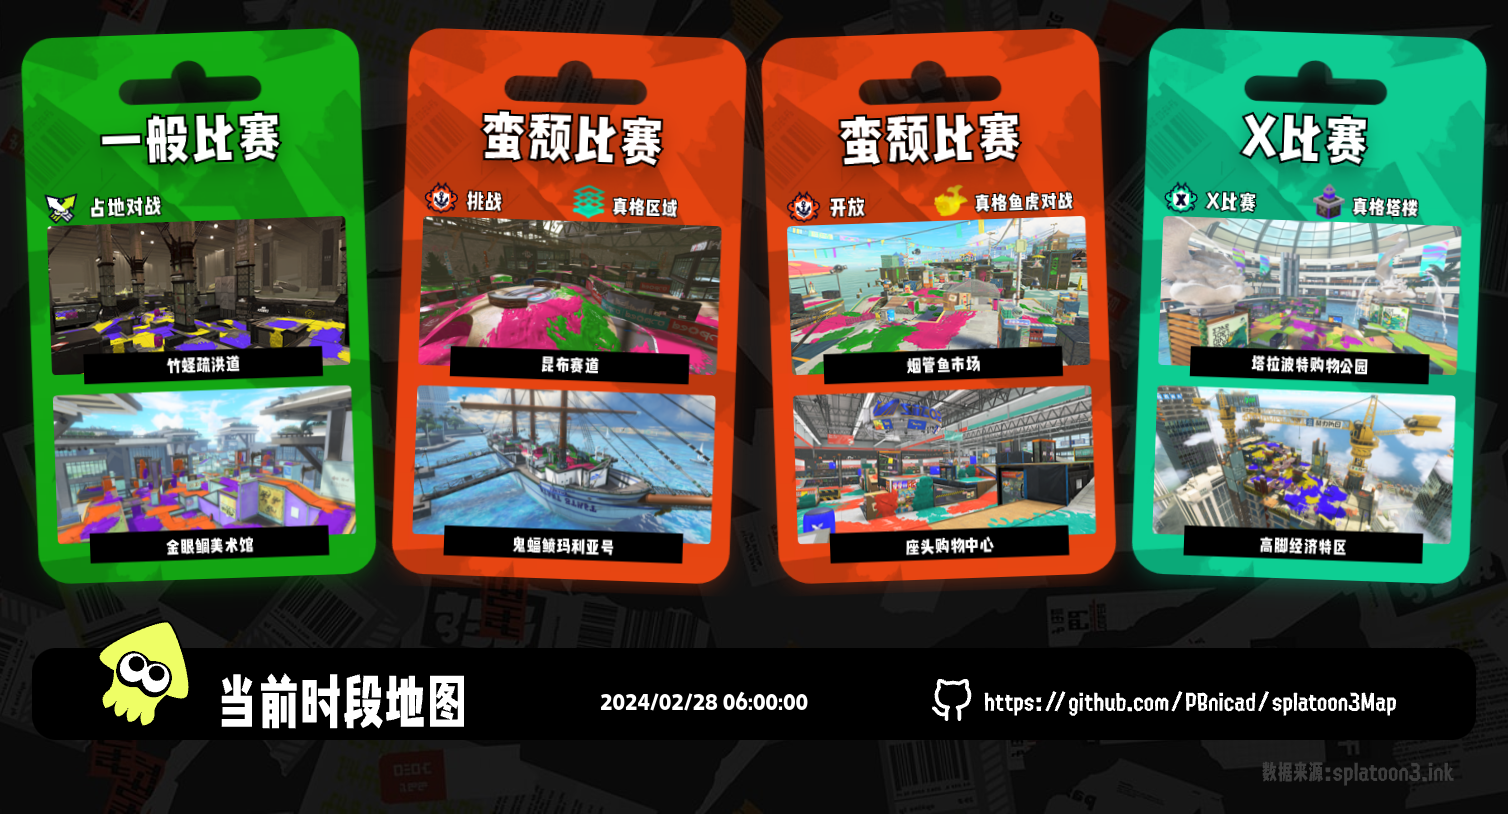 一般比赛
占地对战
竹蛏疏洪道
金眼鲷美术馆
蛮颓比赛
挑战
真格区域
昆布赛道
鬼蝠鲼玛利亚号
蛮颓比赛
开放
真格鱼虎对战
烟管鱼市场
座头购物中心
X比赛
X比赛
真格塔楼
塔拉波特购物公园
高脚经济特区
当前时段地图
2024/02/28 06:00:00
https://github.com/PBnicad/splatoon3Map
数据来源:splatoon3.ink